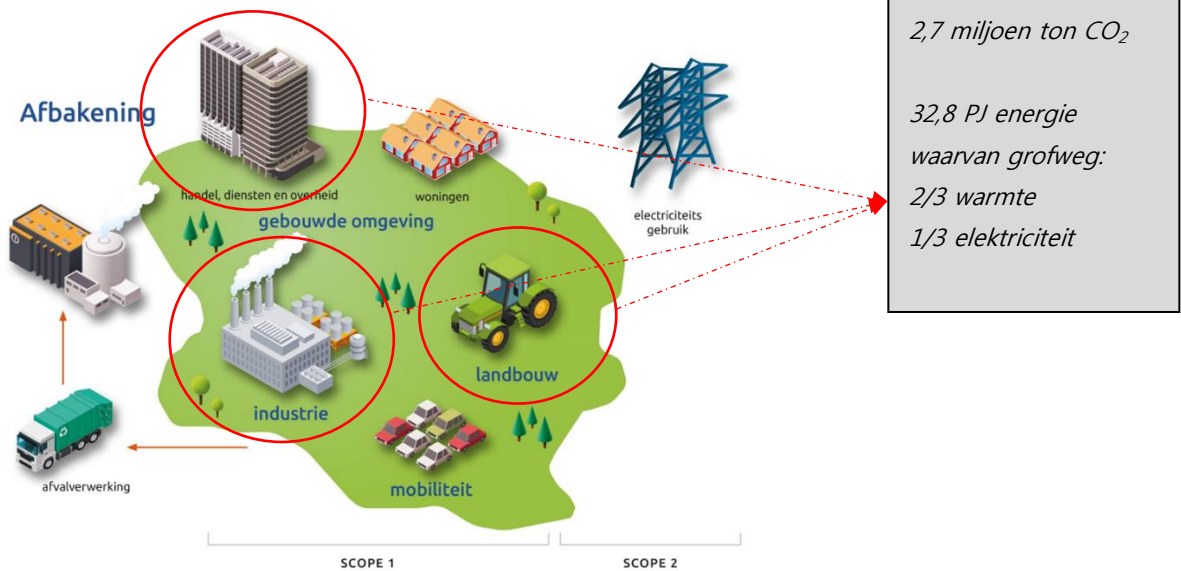 Afbakening
handel, diensten en overheid
woningen
gebouwde omgeving
electriciteits
gebruik
industrie
landbouw
mobiliteit
afvalverwerking
SCOPE 1
SCOPE 2
2,7 miljoen ton CO₂
32,8 PJ energie
waarvan grofweg:
2/3 warmte
1/3 elektriciteit